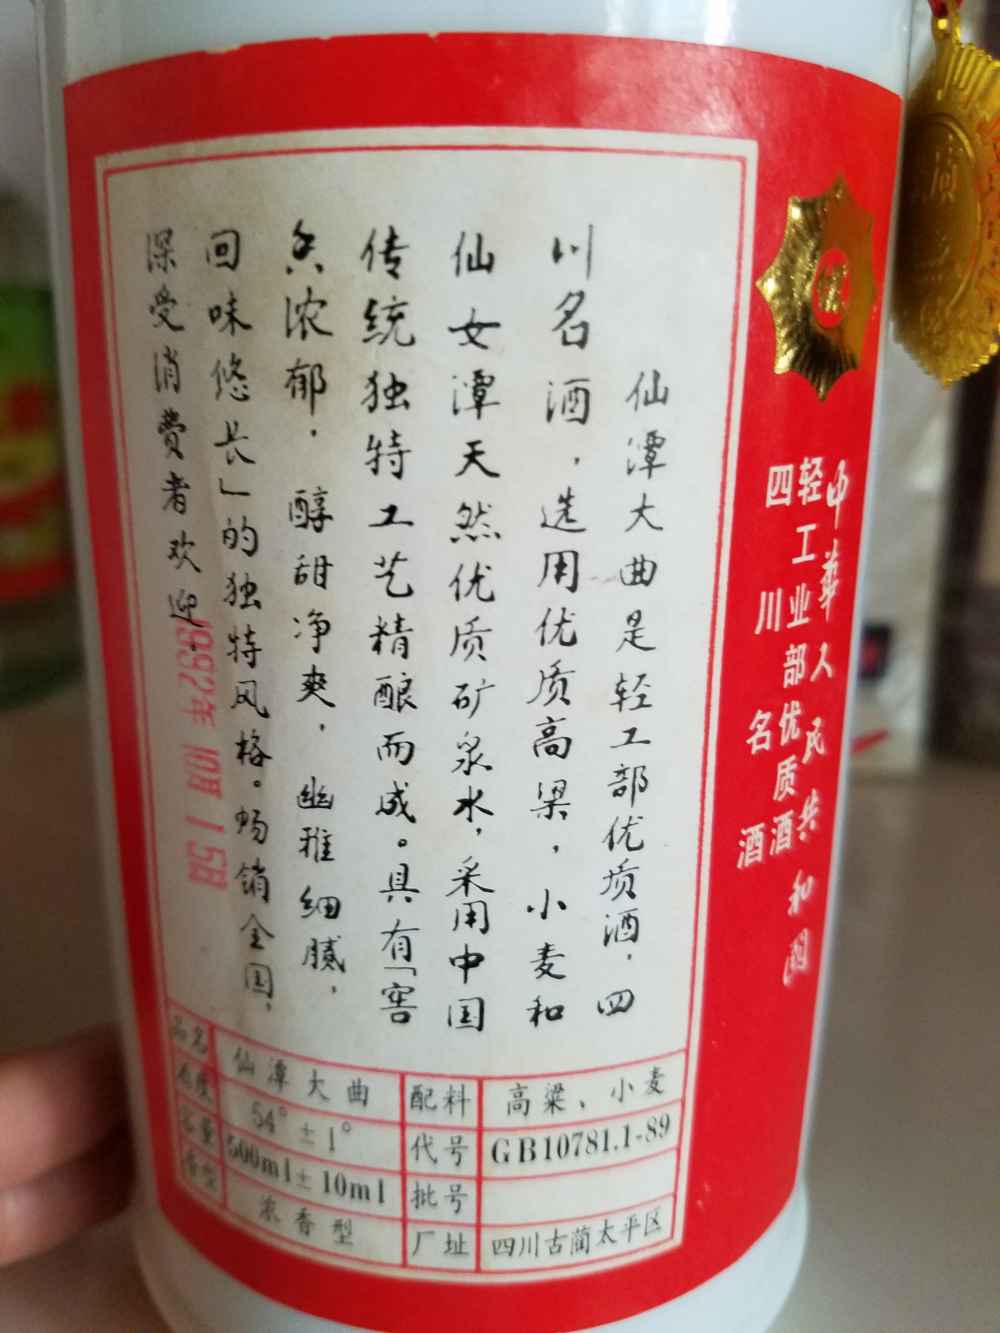 中华人民共和国
轻工业部优质酒
四川名酒
优
仙潭大曲是轻工部优质酒，四
川名酒，选用优质高粱，小麦和
仙女潭天然优质矿泉水，采用中国
传统独特工艺精酿而成。具有「窖
香浓郁，醇甜净爽，幽雅细腻，
回味悠长」的独特风格。畅销全国，
深受消费者欢迎。
1992年10月15日
品名 仙潭大曲 配料 高粱、小麦
酒度 54°±1° 代号 GB10781.1-89
容量 500ml±10ml 批号
香型 浓香型 厂址 四川古蔺太平区